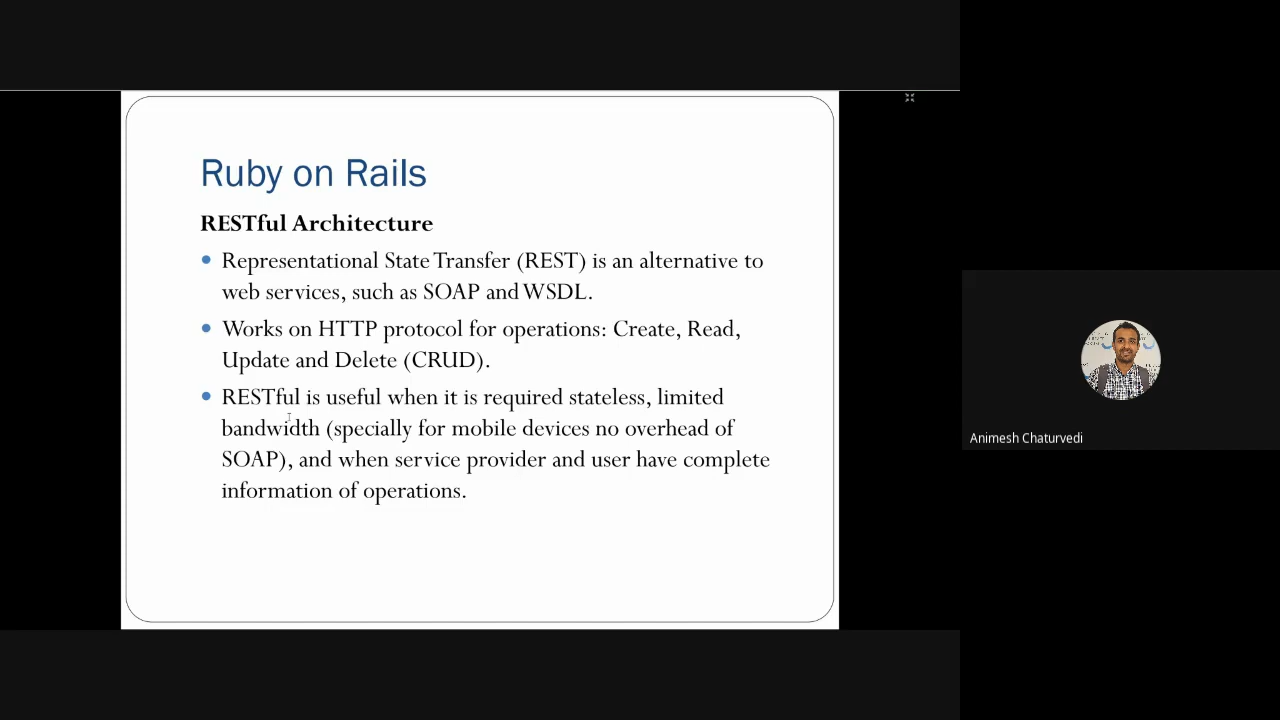 Ruby on Rails
RESTful Architecture
Representational State Transfer (REST) is an alternative to
web services, such as SOAP and WSDL.
Works on HTTP protocol for operations: Create, Read,
Update and Delete (CRUD).
RESTful is useful when it is required stateless, limited
bandwidth (specially for mobile devices no overhead of
SOAP), and when service provider and user have complete
information of operations.
Animesh Chaturvedi